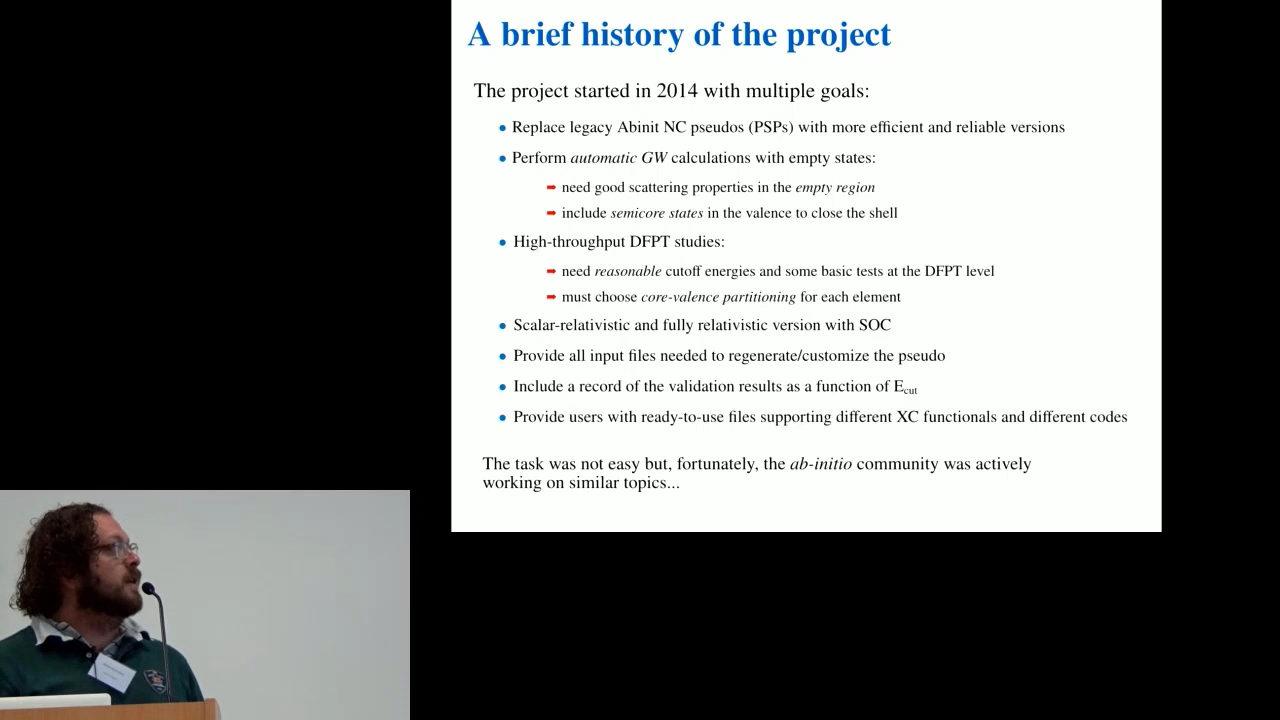 A brief history of the project
The project started in 2014 with multiple goals:
• Replace legacy Abinit NC pseudos (PSPs) with more efficient and reliable versions
• Perform automatic GW calculations with empty states:
➡ need good scattering properties in the empty region
➡ include semicore states in the valence to close the shell
• High-throughput DFPT studies:
➡ need reasonable cutoff energies and some basic tests at the DFPT level
➡ must choose core-valence partitioning for each element
• Scalar-relativistic and fully relativistic version with SOC
• Provide all input files needed to regenerate/customize the pseudo
• Include a record of the validation results as a function of Ecut
• Provide users with ready-to-use files supporting different XC functionals and different codes
The task was not easy but, fortunately, the ab-initio community was actively
working on similar topics...